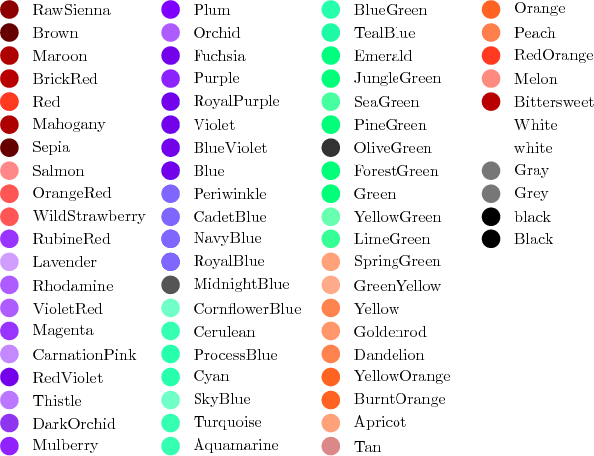 RawSienna
Brown
Maroon
BrickRed
Red
Mahogany
Sepia
Salmon
OrangeRed
WildStrawberry
RubineRed
Lavender
Rhodamine
VioletRed
Magenta
CarnationPink
RedViolet
Thistle
DarkOrchid
Mulberry
Plum
Orchid
Fuchsia
Purple
RoyalPurple
Violet
BlueViolet
Blue
Periwinkle
CadetBlue
NavyBlue
RoyalBlue
MidnightBlue
CornflowerBlue
Cerulean
ProcessBlue
Cyan
SkyBlue
Turquoise
Aquamarine
BlueGreen
TealBlue
Emerald
JungleGreen
SeaGreen
PineGreen
OliveGreen
ForestGreen
Green
YellowGreen
LimeGreen
SpringGreen
GreenYellow
Yellow
Goldenrod
Dandelion
YellowOrange
BurntOrange
Apricot
Tan
Orange
Peach
RedOrange
Melon
Bittersweet
White
white
Gray
Grey
black
Black